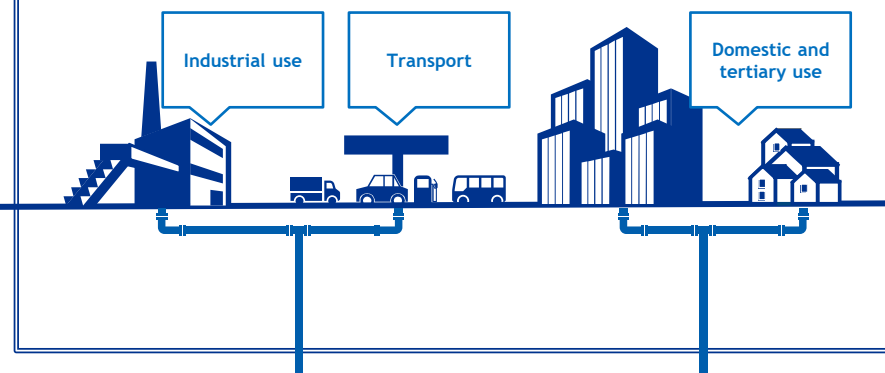 Industrial use
Transport
Domestic and
tertiary use